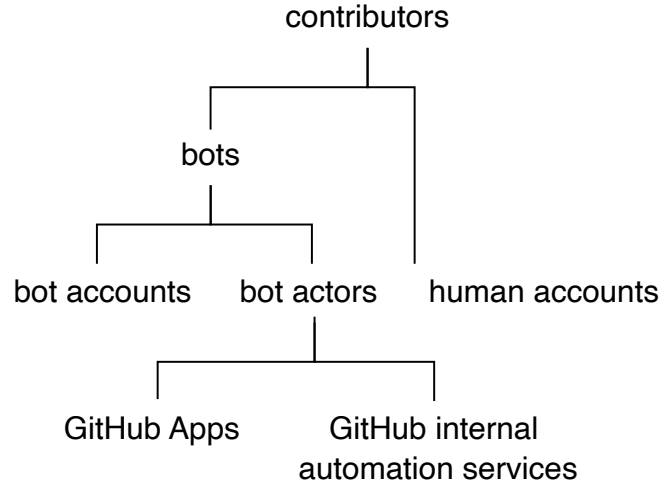 contributors
bots
bot accounts
bot actors
human accounts
GitHub Apps
GitHub internal
automation services